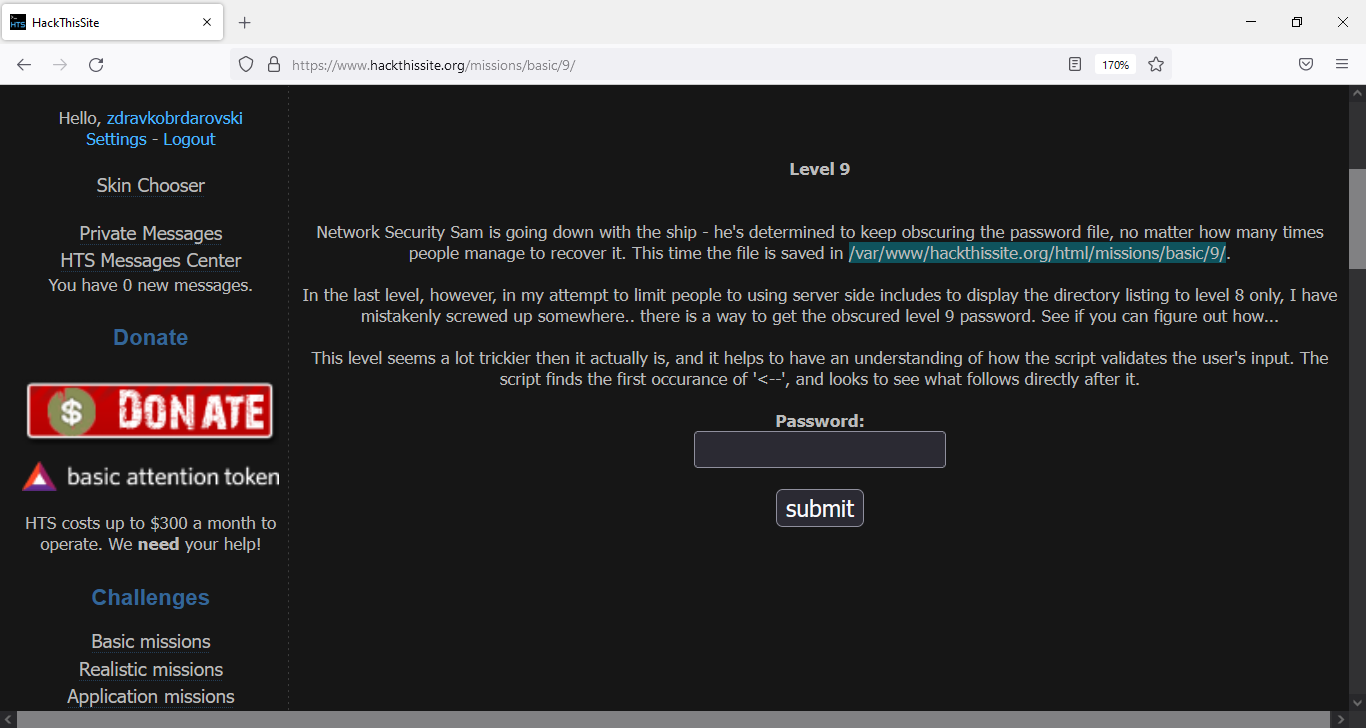 HackThisSite
https://www.hackthissite.org/missions/basic/9/
170%
Hello, zdravkobrdarovski
Settings - Logout
Skin Chooser
Private Messages
HTS Messages Center
You have 0 new messages.
Donate
$ DONATE
basic attention token
HTS costs up to $300 a month to
operate. We need your help!
Challenges
Basic missions
Realistic missions
Application missions
Level 9
Network Security Sam is going down with the ship - he's determined to keep obscuring the password file, no matter how many times
people manage to recover it. This time the file is saved in /var/www/hackthissite.org/html/missions/basic/9/.
In the last level, however, in my attempt to limit people to using server side includes to display the directory listing to level 8 only, I have
mistakenly screwed up somewhere.. there is a way to get the obscured level 9 password. See if you can figure out how...
This level seems a lot trickier then it actually is, and it helps to have an understanding of how the script validates the user's input. The
script finds the first occurance of '<--', and looks to see what follows directly after it.
Password:
submit